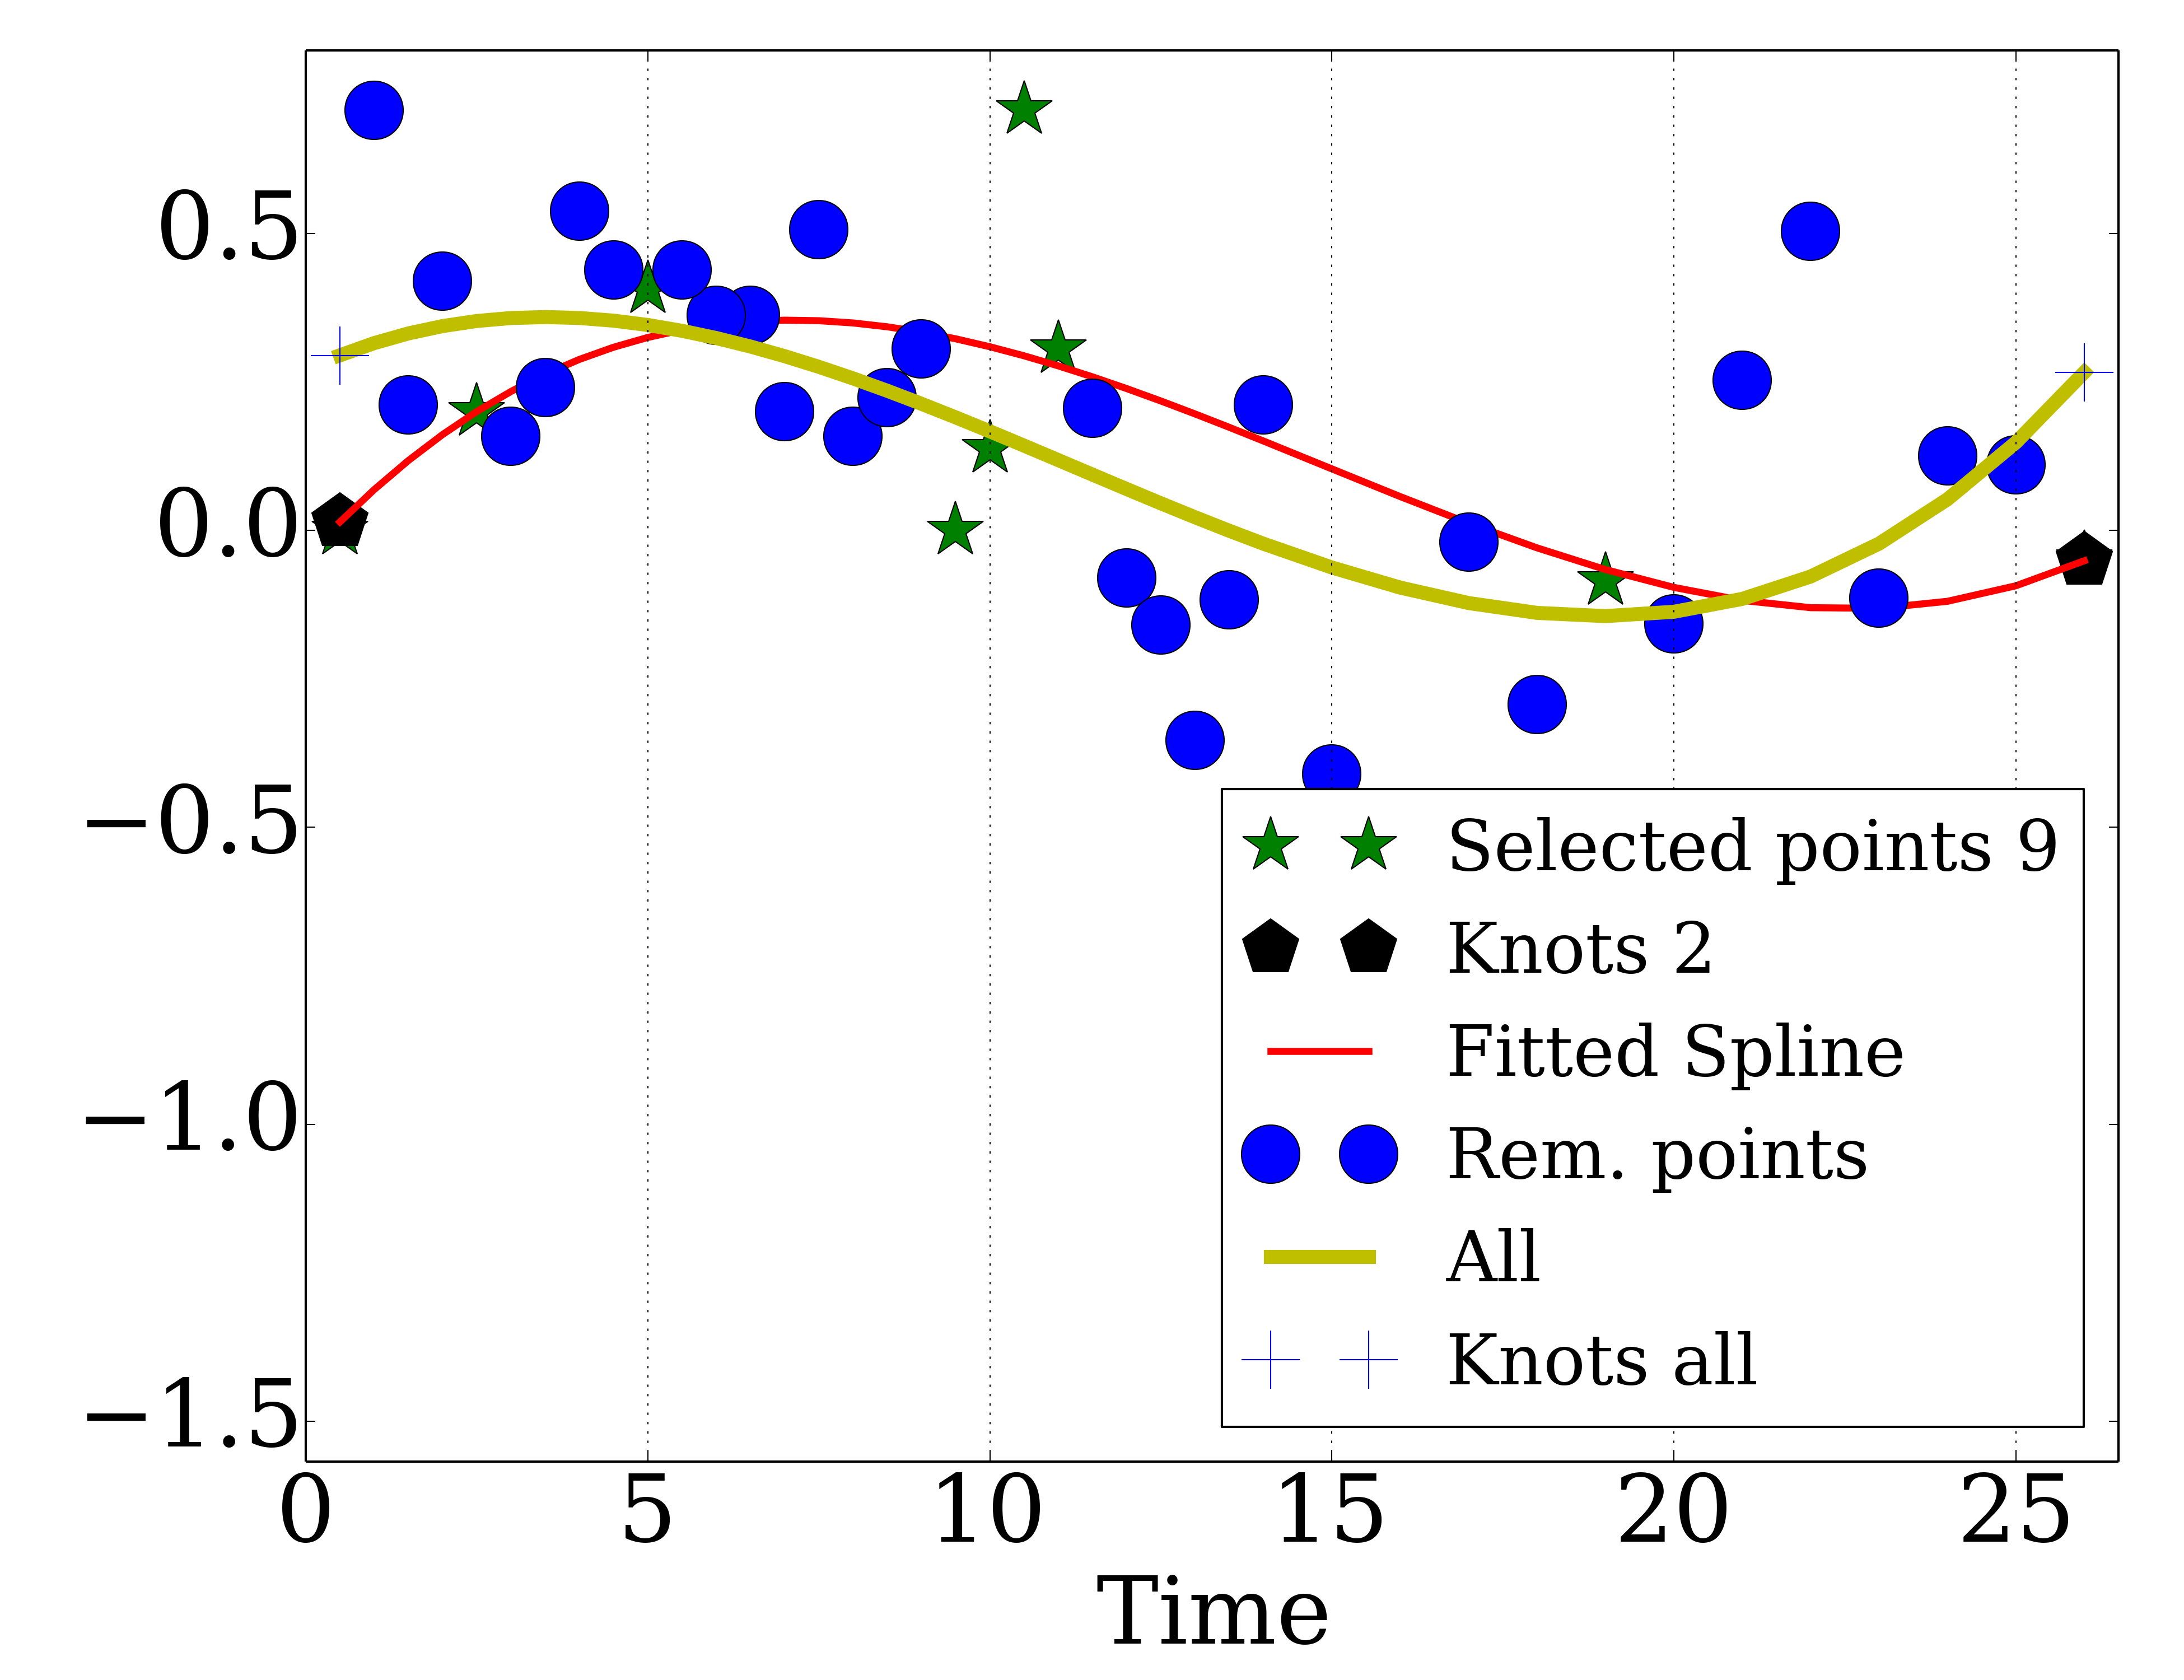 0.5
0.0
−0.5
−1.0
−1.5
Selected points 9
Knots 2
Fitted Spline
Rem. points
All
Knots all
0 5 10 15 20 25
Time